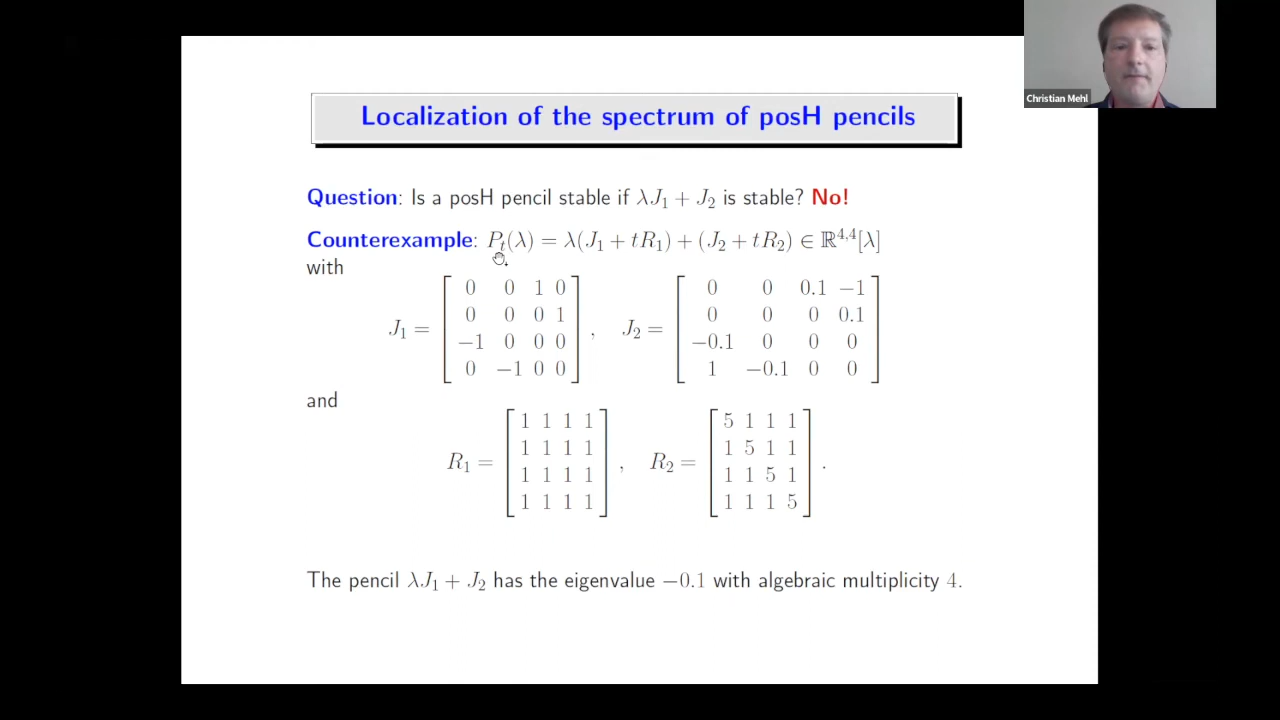 Christian Mehl
Localization of the spectrum of posH pencils
Question: Is a posH pencil stable if λJ₁ + J₂ is stable? No!
Counterexample: Pₜ(λ) = λ(J₁ + tR₁) + (J₂ + tR₂) ∈ ℝ⁴,⁴[λ]
with
J₁ = [ 0 0 1 0
0 0 0 1
−1 0 0 0
0 −1 0 0 ] , J₂ = [ 0 0 0.1 −1
0 0 0 0.1
−0.1 0 0 0
1 −0.1 0 0 ]
and
R₁ = [ 1 1 1 1
1 1 1 1
1 1 1 1
1 1 1 1 ] , R₂ = [ 5 1 1 1
1 5 1 1
1 1 5 1
1 1 1 5 ] .
The pencil λJ₁ + J₂ has the eigenvalue −0.1 with algebraic multiplicity 4.